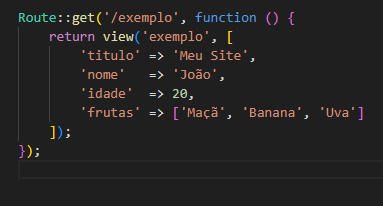 Route::get('/exemplo', function () {
    return view('exemplo', [
        'titulo' => 'Meu Site',
        'nome'   => 'João',
        'idade'  => 20,
        'frutas' => ['Maçã', 'Banana', 'Uva']
    ]);
});